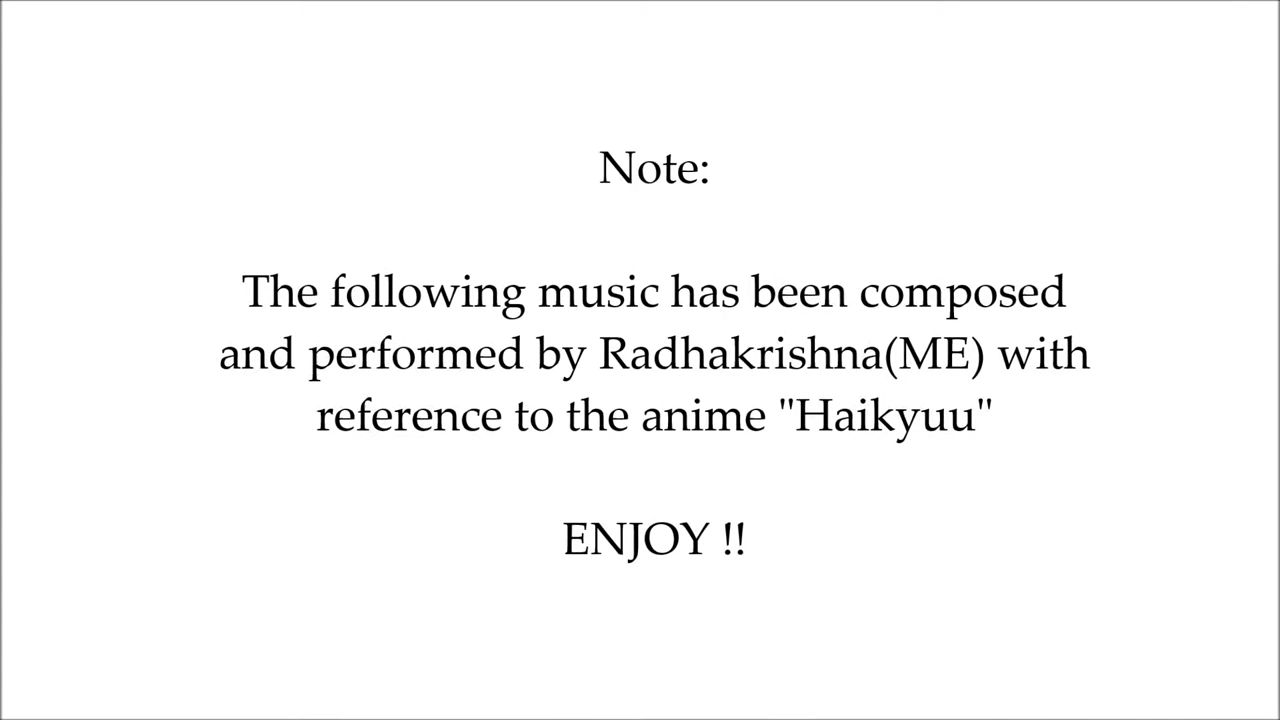 Note:
The following music has been composed
and performed by Radhakrishna(ME) with
reference to the anime "Haikyuu"
ENJOY !!